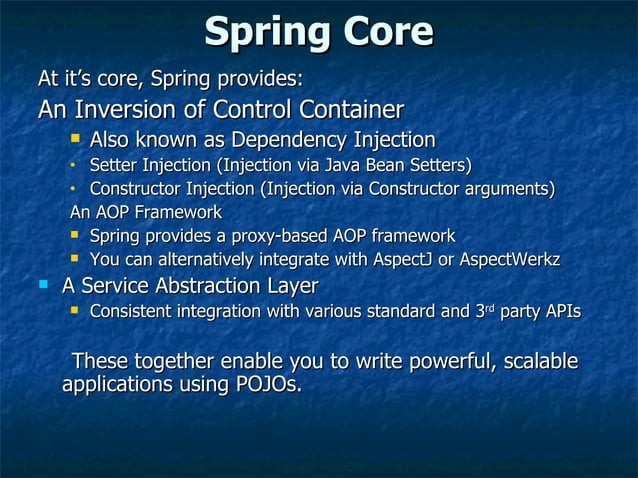 Spring Core
At it’s core, Spring provides:
An Inversion of Control Container
Also known as Dependency Injection
Setter Injection (Injection via Java Bean Setters)
Constructor Injection (Injection via Constructor arguments)
An AOP Framework
Spring provides a proxy-based AOP framework
You can alternatively integrate with AspectJ or AspectWerkz
A Service Abstraction Layer
Consistent integration with various standard and 3rd party APIs
These together enable you to write powerful, scalable
applications using POJOs.